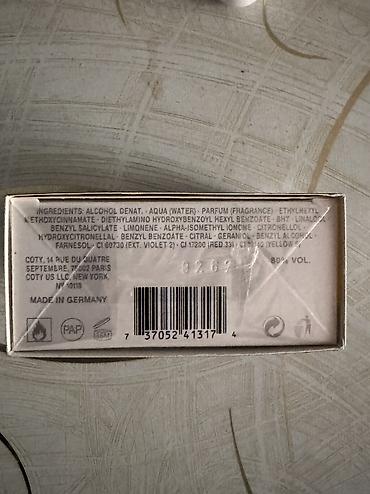 INGREDIENTS: ALCOHOL DENAT. · AQUA (WATER) · PARFUM (FRAGRANCE) · ETHYLHEXYL
METHOXYCINNAMATE · DIETHYLAMINO HYDROXYBENZOYL HEXYL BENZOATE · BHT · LINALOOL
BENZYL SALICYLATE · LIMONENE · ALPHA-ISOMETHYL IONONE · CITRONELLOL ·
HYDROXYCITRONELLAL · BENZYL BENZOATE · CITRAL · GERANIOL · BENZYL ALCOHOL ·
FARNESOL · CI 60730 (EXT. VIOLET 2) · CI 17200 (RED 33) · (YELLOW
COTY, 14 RUE DU QUATRE
SEPTEMBRE, 75002 PARIS
COTY US LLC, NEW YORK,
NY 10118
80% VOL.
MADE IN GERMANY
PAP
7 37052 41317 4